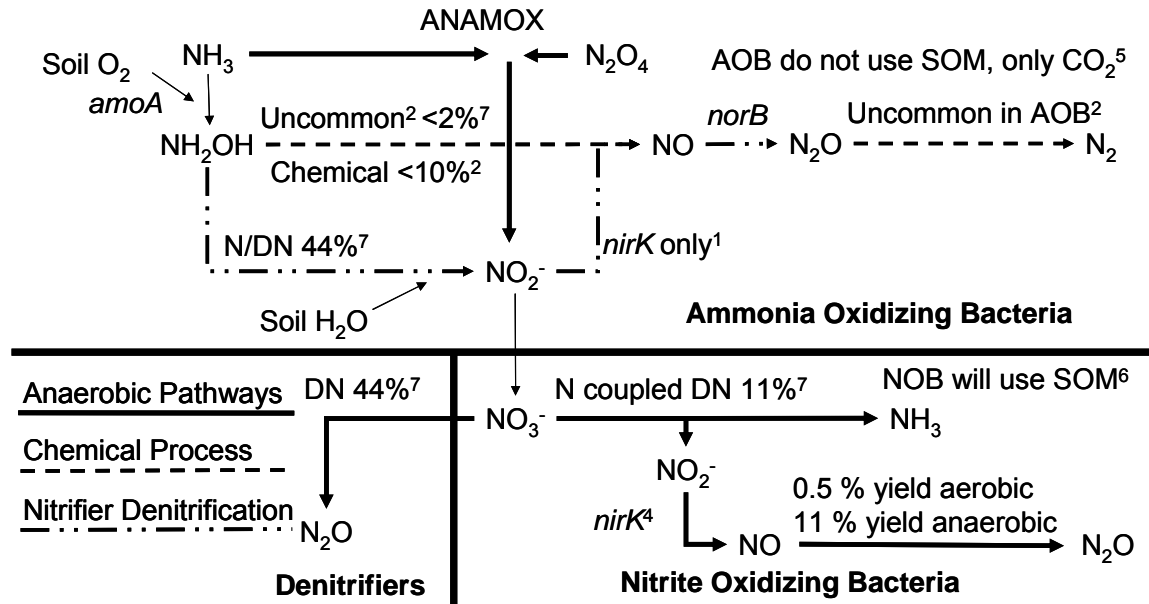 ANAMOX
NH₃
N₂O₄
Soil O₂
AOB do not use SOM, only CO₂⁵
amoA
Uncommon² <2%⁷
norB
Uncommon in AOB²
NH₂OH
NO
N₂O
N₂
Chemical <10%²
N/DN 44%⁷
nirK only¹
NO₂⁻
Soil H₂O
Ammonia Oxidizing Bacteria
Anaerobic Pathways
DN 44%⁷
N coupled DN 11%⁷
NOB will use SOM⁶
NO₃⁻
NH₃
Chemical Process
NO₂⁻
0.5 % yield aerobic
Nitrifier Denitrification
nirK⁴
11 % yield anaerobic
N₂O
NO
N₂O
Denitrifiers
Nitrite Oxidizing Bacteria